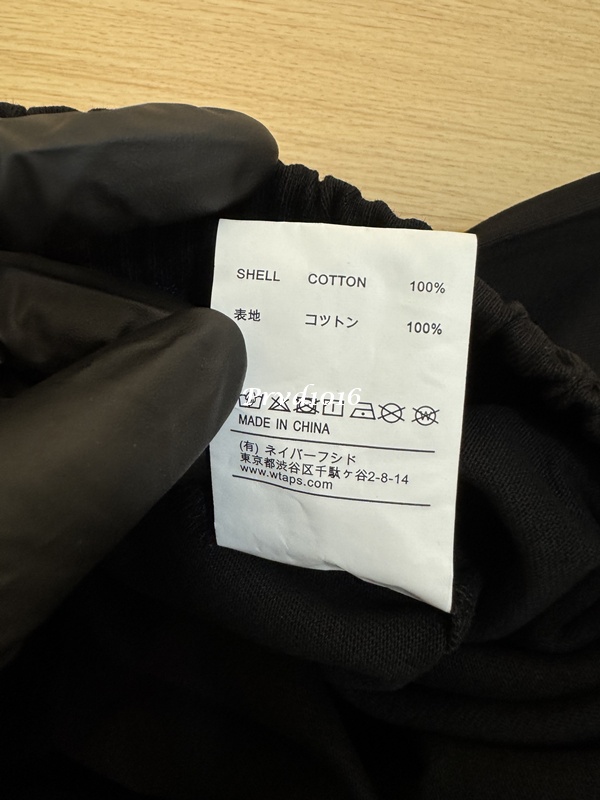 SHELL COTTON 100%
表地 コットン 100%
Pryd1016
MADE IN CHINA
(有) ネイバーフシド
東京都渋谷区千駄ヶ谷2-8-14
www.wtaps.com